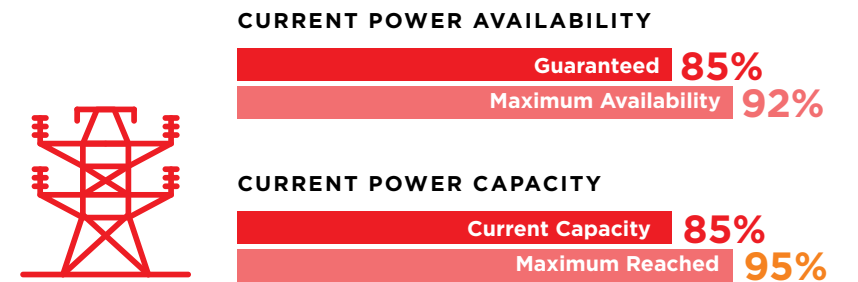 CURRENT POWER AVAILABILITY
Guaranteed 85%
Maximum Availability 92%
CURRENT POWER CAPACITY
Current Capacity 85%
Maximum Reached 95%